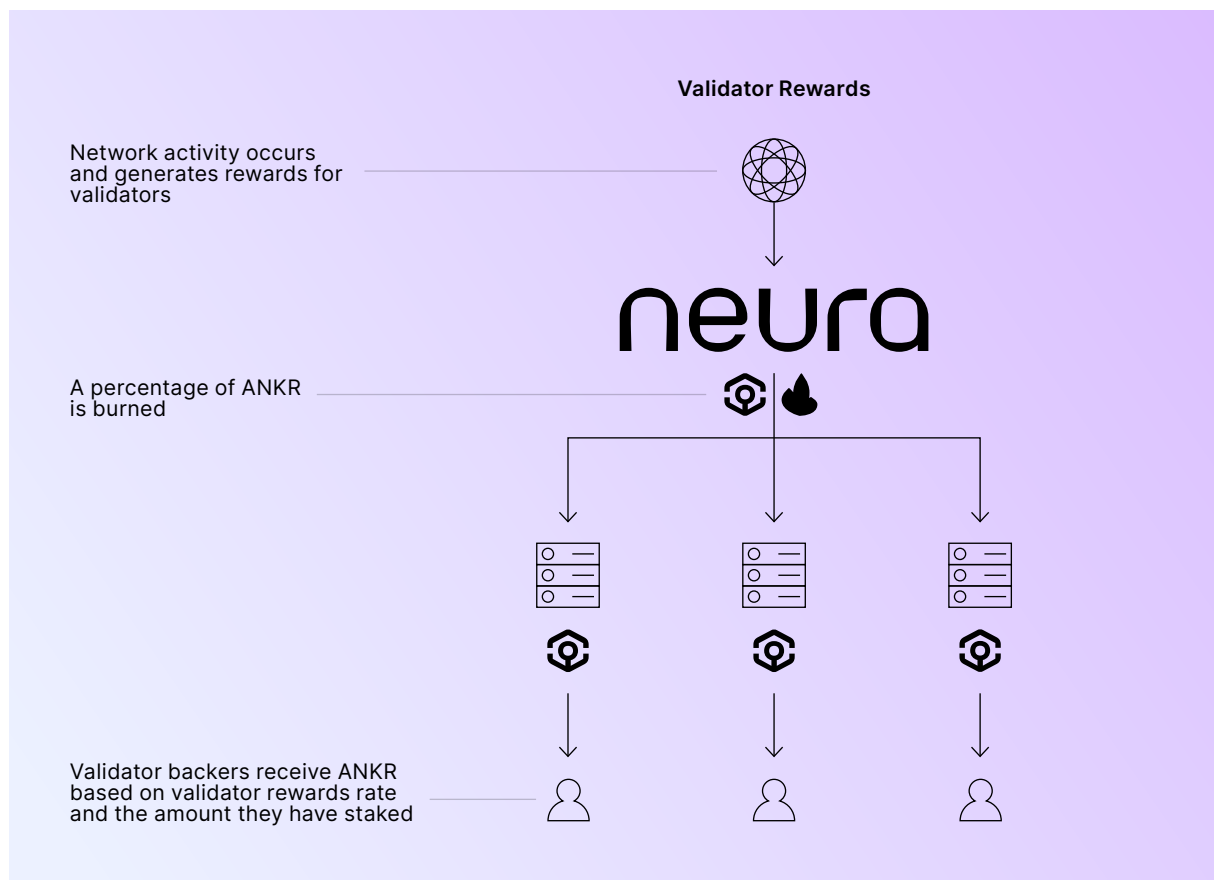 Validator Rewards
Network activity occurs
and generates rewards for
validators
neura
A percentage of ANKR
is burned
Validator backers receive ANKR
based on validator rewards rate
and the amount they have staked